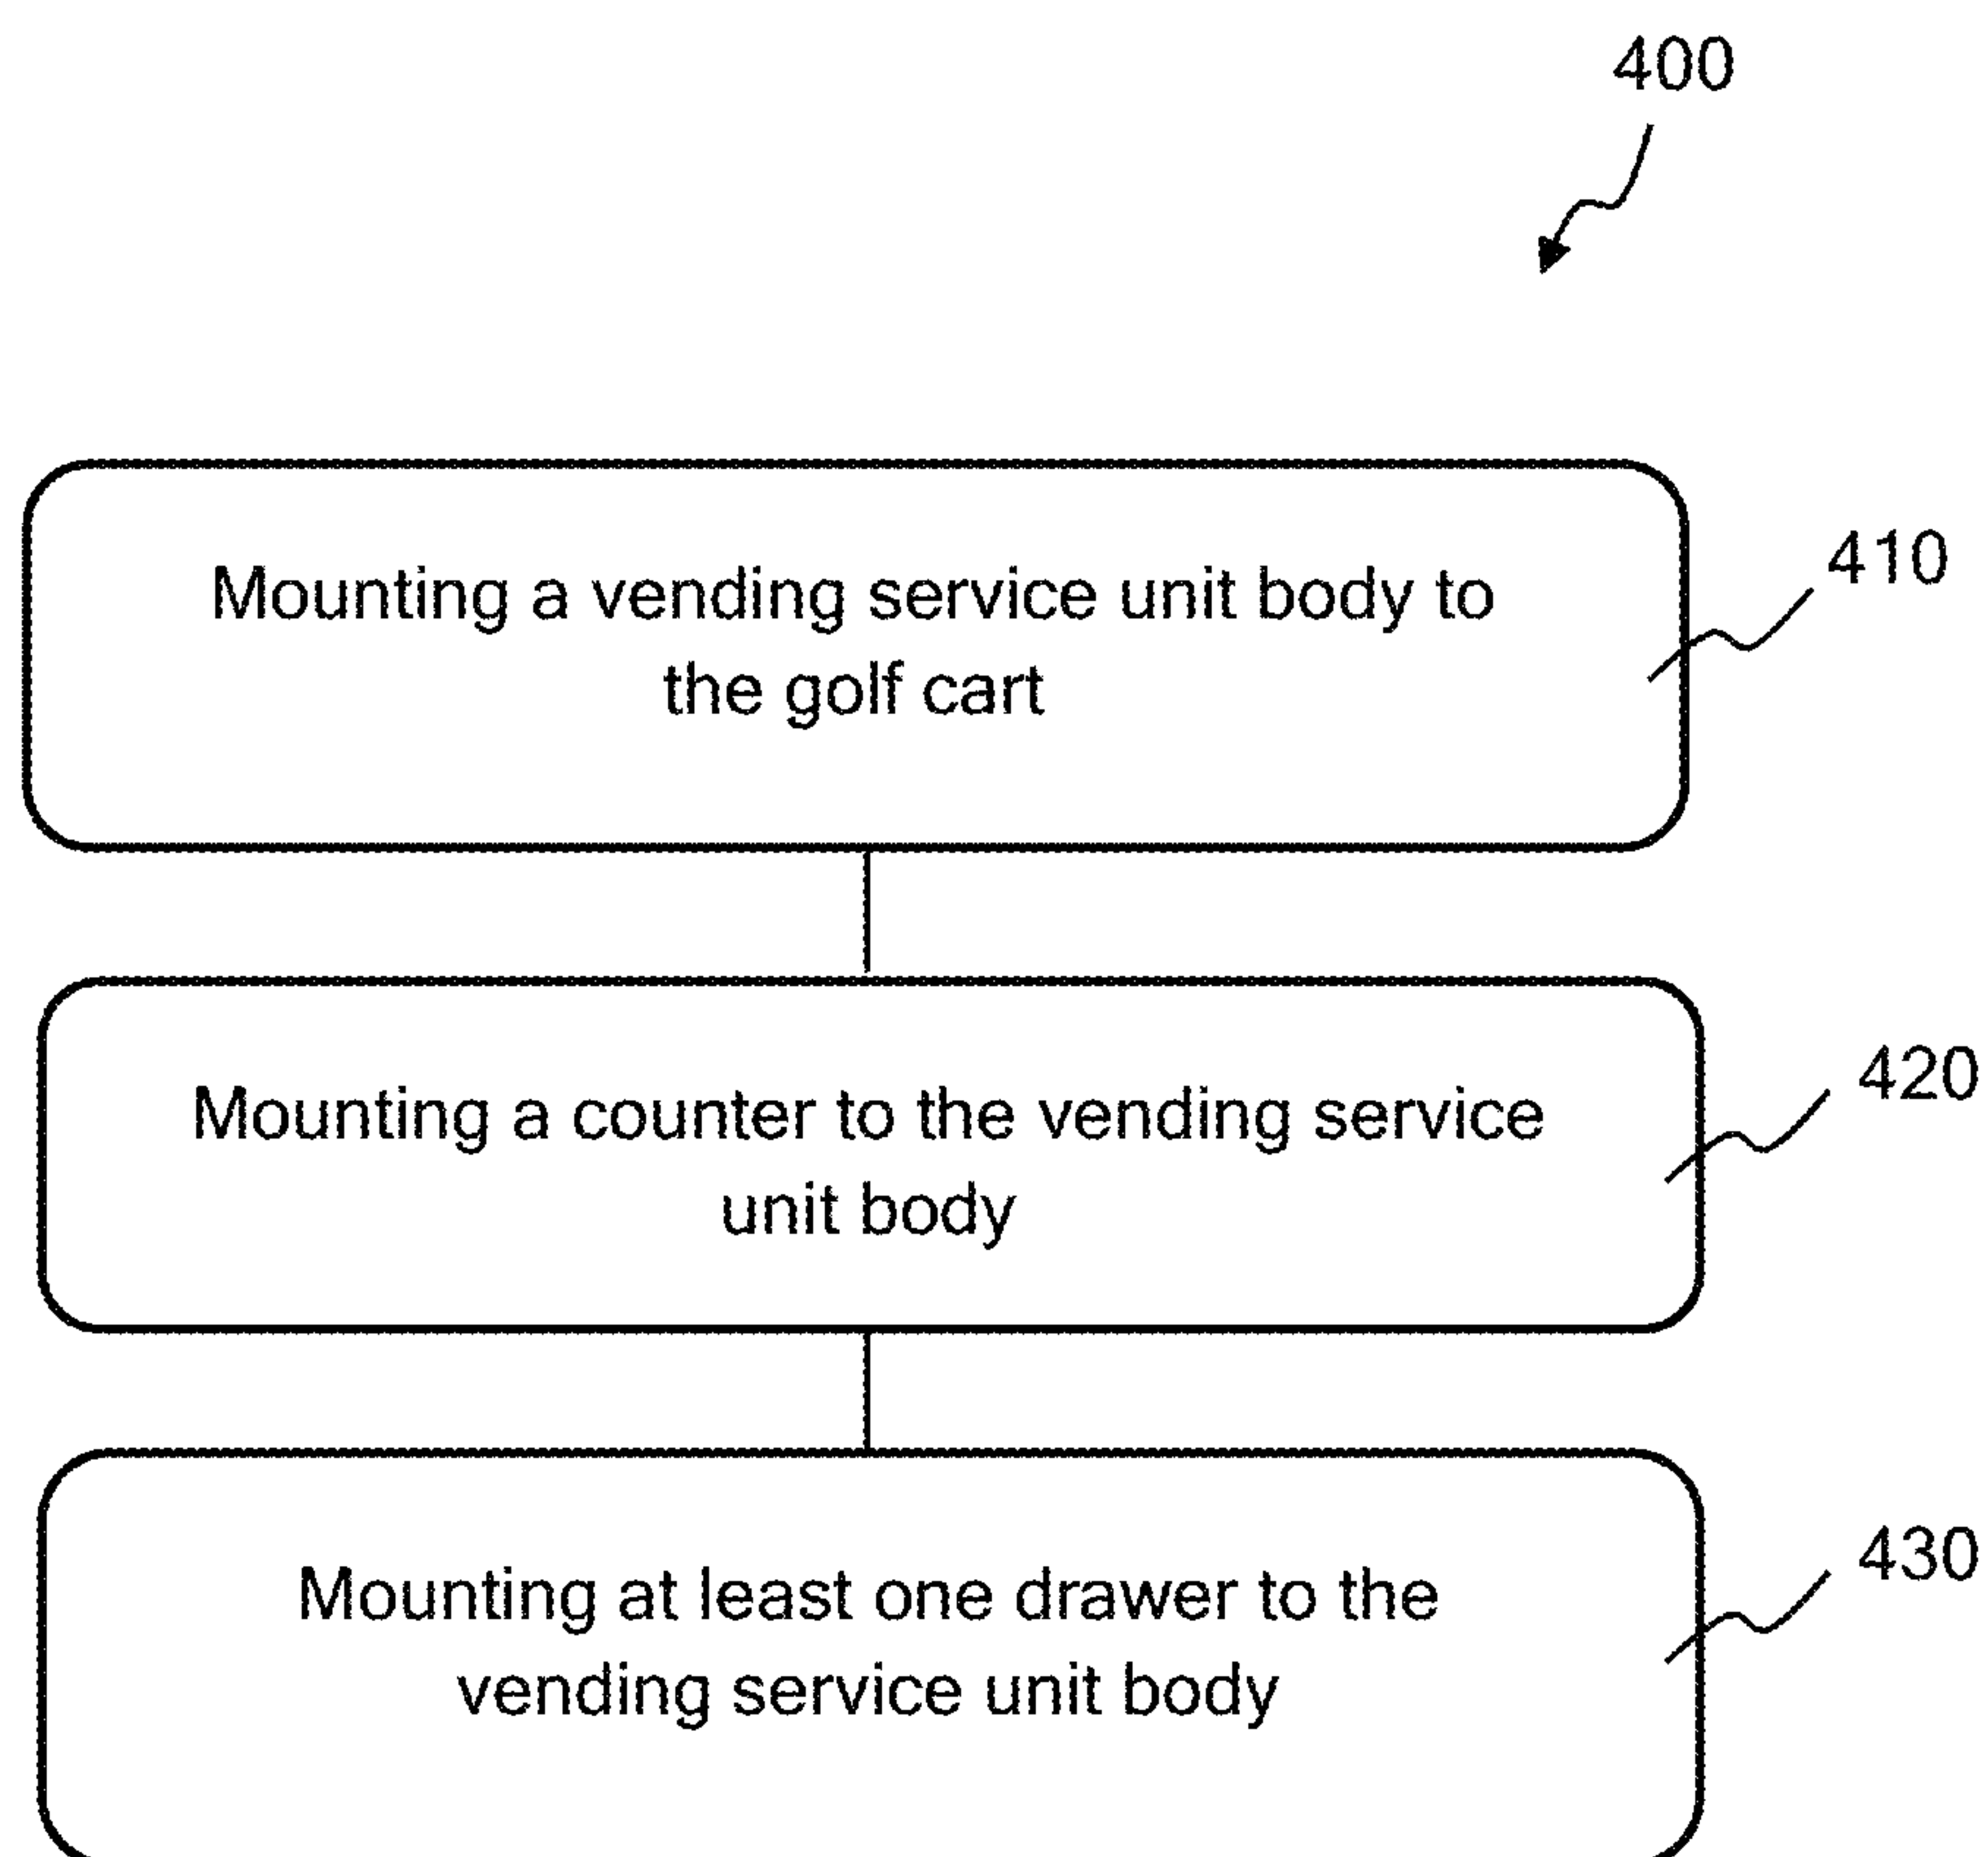 400
Mounting a vending service unit body to
the golf cart
410
Mounting a counter to the vending service
unit body
420
Mounting at least one drawer to the
vending service unit body
430